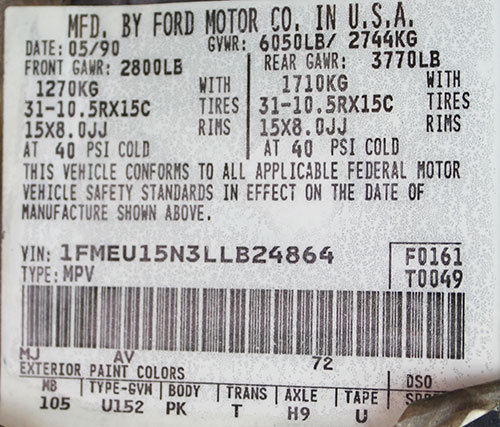 MFD. BY FORD MOTOR CO. IN U.S.A.
DATE: 05/90 GVWR: 6050LB/ 2744KG
FRONT GAWR: 2800LB REAR GAWR: 3770LB
1270KG WITH 1710KG WITH
31-10.5RX15C TIRES 31-10.5RX15C TIRES
15X8.0JJ RIMS 15X8.0JJ RIMS
AT 40 PSI COLD AT 40 PSI COLD
THIS VEHICLE CONFORMS TO ALL APPLICABLE FEDERAL MOTOR
VEHICLE SAFETY STANDARDS IN EFFECT ON THE DATE OF
MANUFACTURE SHOWN ABOVE.
VIN: 1FMEU15N3LLB24864 F0161
TYPE: MPV T0049
MJ AV 72
EXTERIOR PAINT COLORS DSO
WB TYPE-GVW BODY TRANS AXLE TAPE
105 U152 PK T H9 U